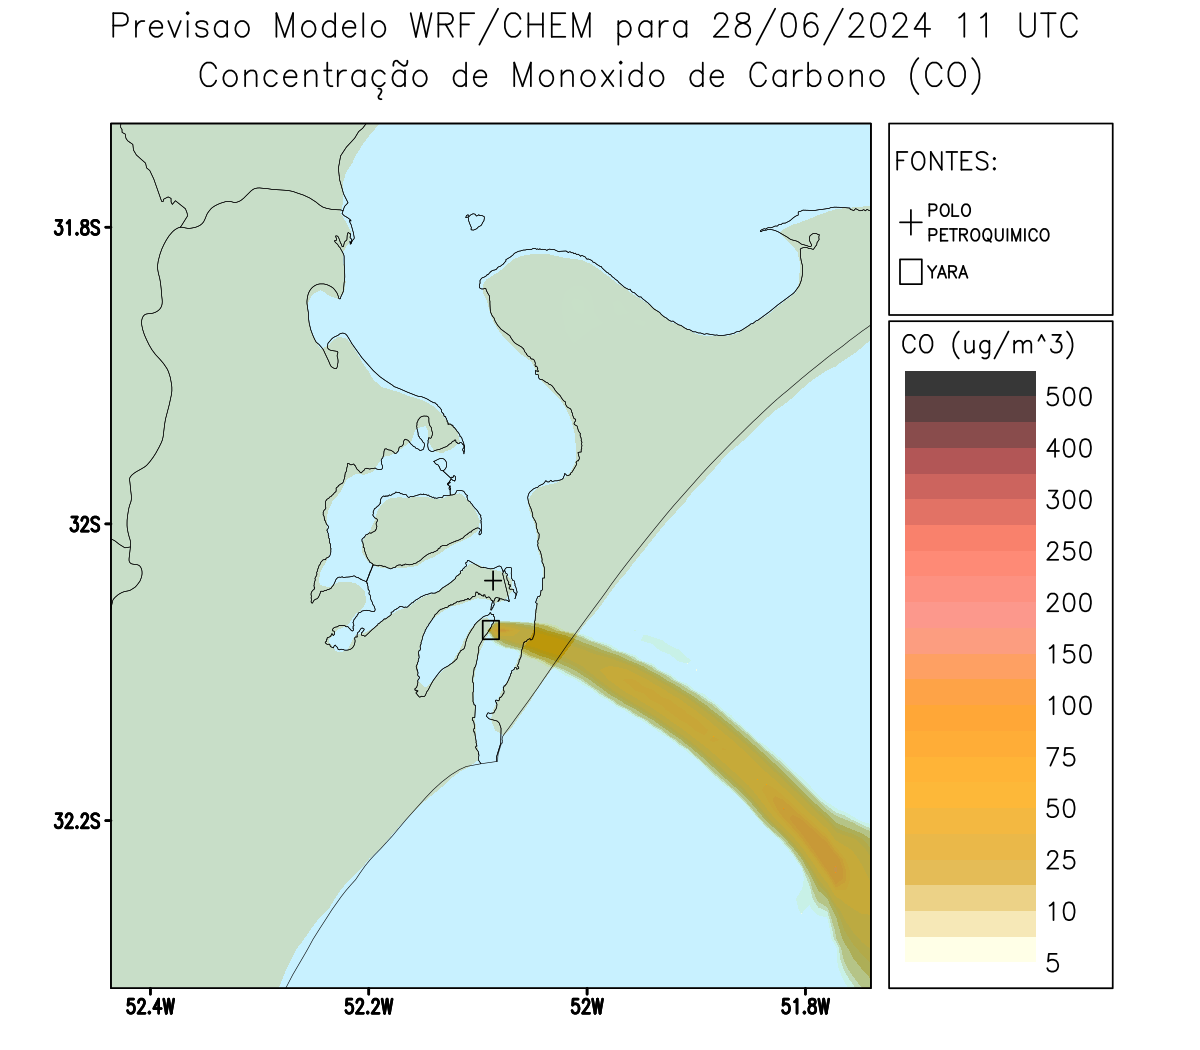 Previsao Modelo WRF/CHEM para 28/06/2024 11 UTC
Concentração de Monoxido de Carbono (CO)
FONTES:
POLO
PETROQUIMICO
YARA
CO (ug/m^3)
500
400
300
250
200
150
100
75
50
25
10
5
31.8S
32S
32.2S
52.4W
52.2W
52W
51.8W